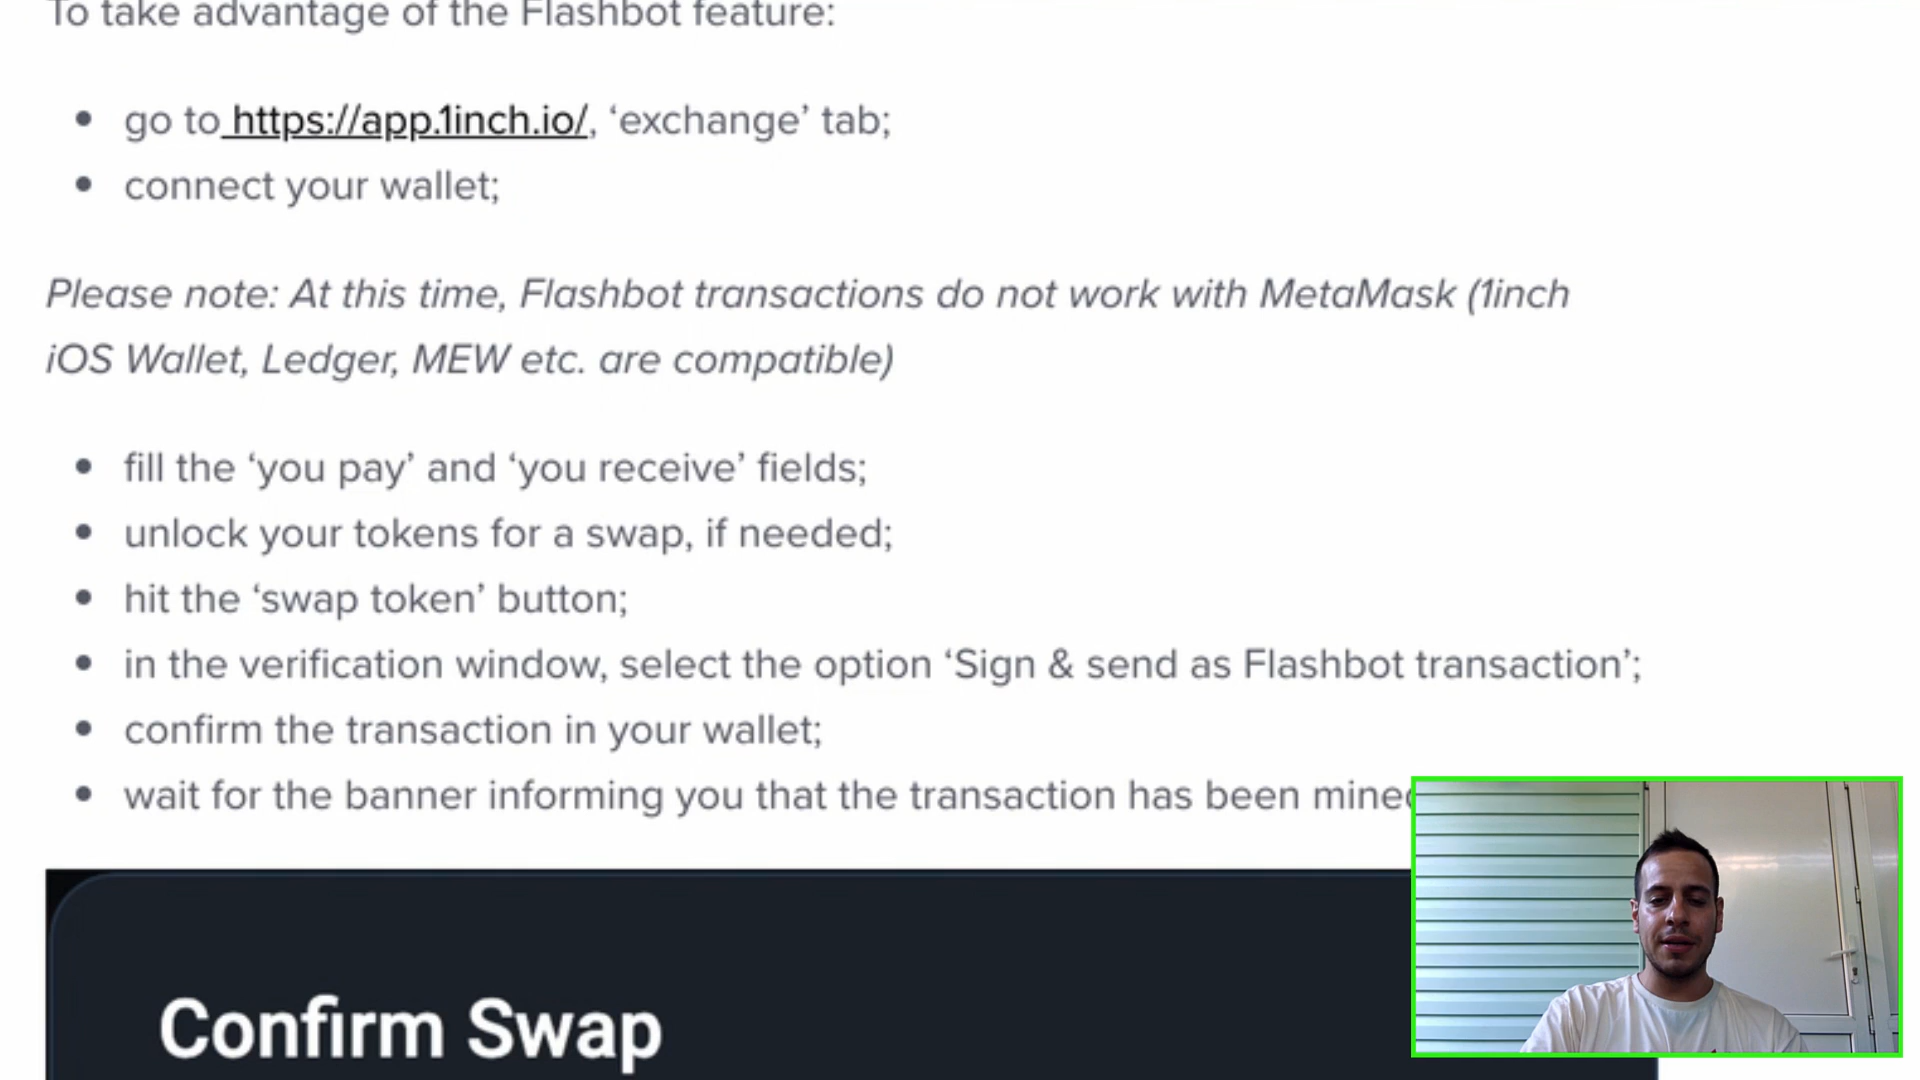 To take advantage of the Flashbot feature:
• go to https://app.1inch.io/, ‘exchange’ tab;
• connect your wallet;
Please note: At this time, Flashbot transactions do not work with MetaMask (1inch
iOS Wallet, Ledger, MEW etc. are compatible)
• fill the ‘you pay’ and ‘you receive’ fields;
• unlock your tokens for a swap, if needed;
• hit the ‘swap token’ button;
• in the verification window, select the option ‘Sign & send as Flashbot transaction’;
• confirm the transaction in your wallet;
• wait for the banner informing you that the transaction has been mined
Confirm Swap